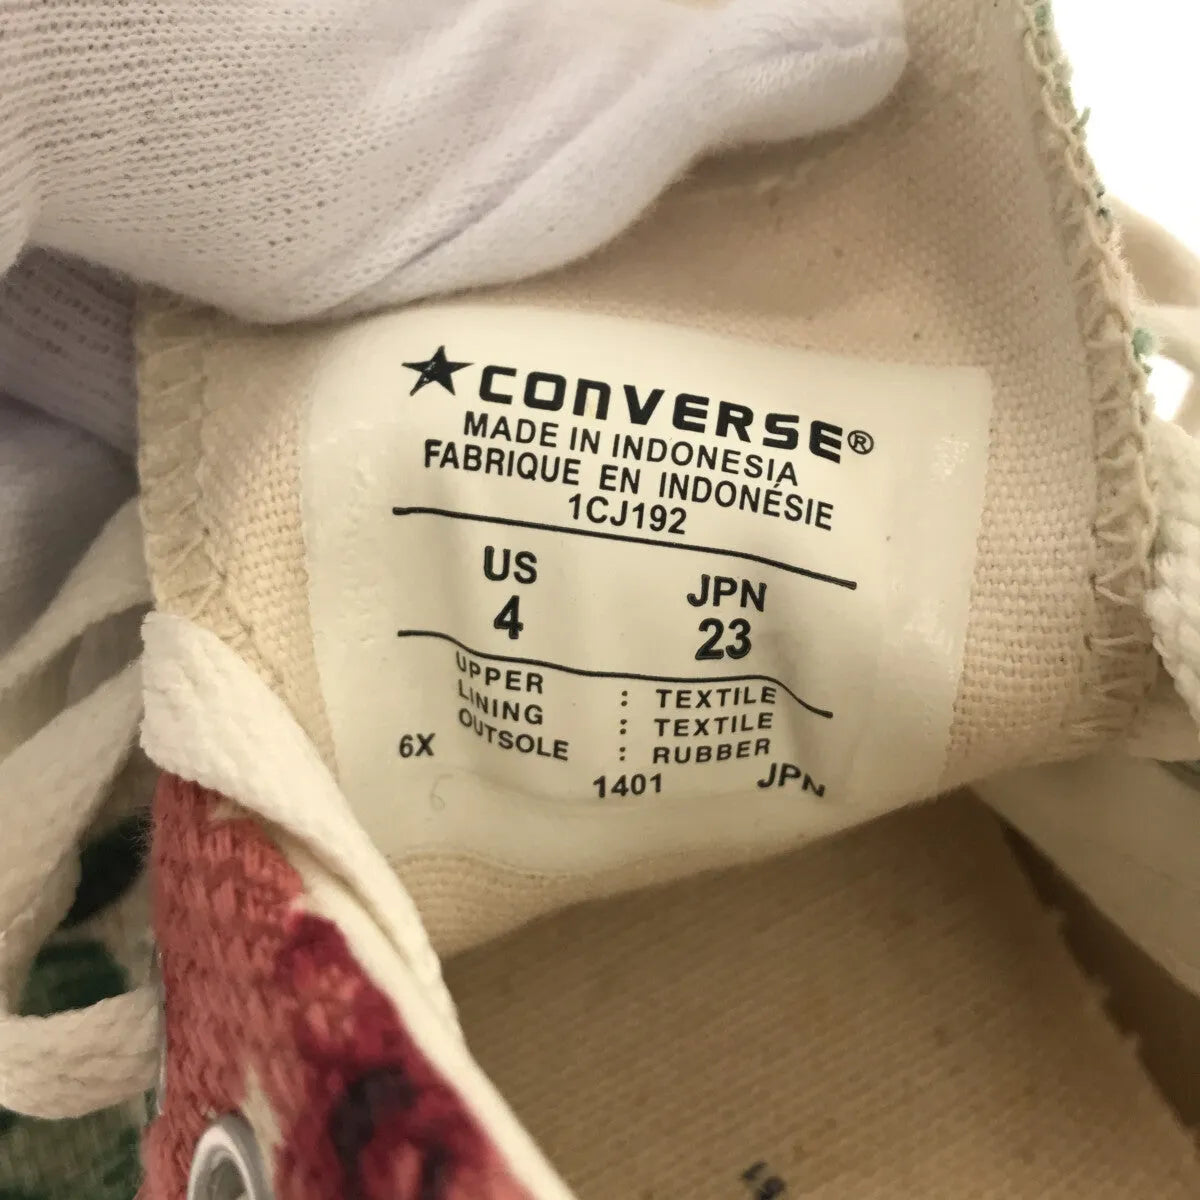 ★CONVERSE®
MADE IN INDONESIA
FABRIQUE EN INDONÉSIE
1CJ192
US JPN
4 23
UPPER : TEXTILE
LINING : TEXTILE
OUTSOLE : RUBBER
6X 1401 JPN